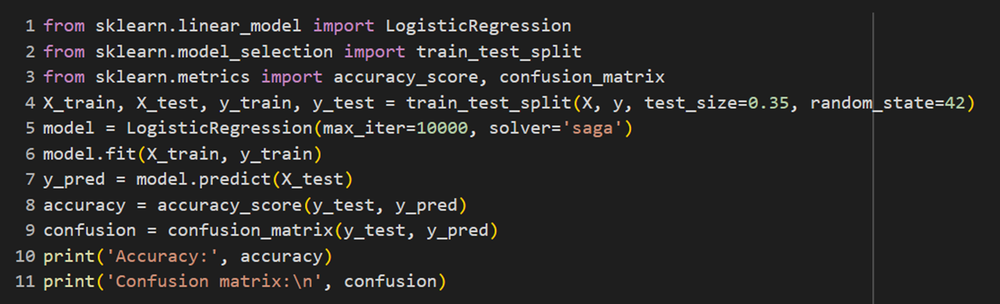 1 from sklearn.linear_model import LogisticRegression
2 from sklearn.model_selection import train_test_split
3 from sklearn.metrics import accuracy_score, confusion_matrix
4 X_train, X_test, y_train, y_test = train_test_split(X, y, test_size=0.35, random_state=42)
5 model = LogisticRegression(max_iter=10000, solver='saga')
6 model.fit(X_train, y_train)
7 y_pred = model.predict(X_test)
8 accuracy = accuracy_score(y_test, y_pred)
9 confusion = confusion_matrix(y_test, y_pred)
10 print('Accuracy:', accuracy)
11 print('Confusion matrix:\n', confusion)